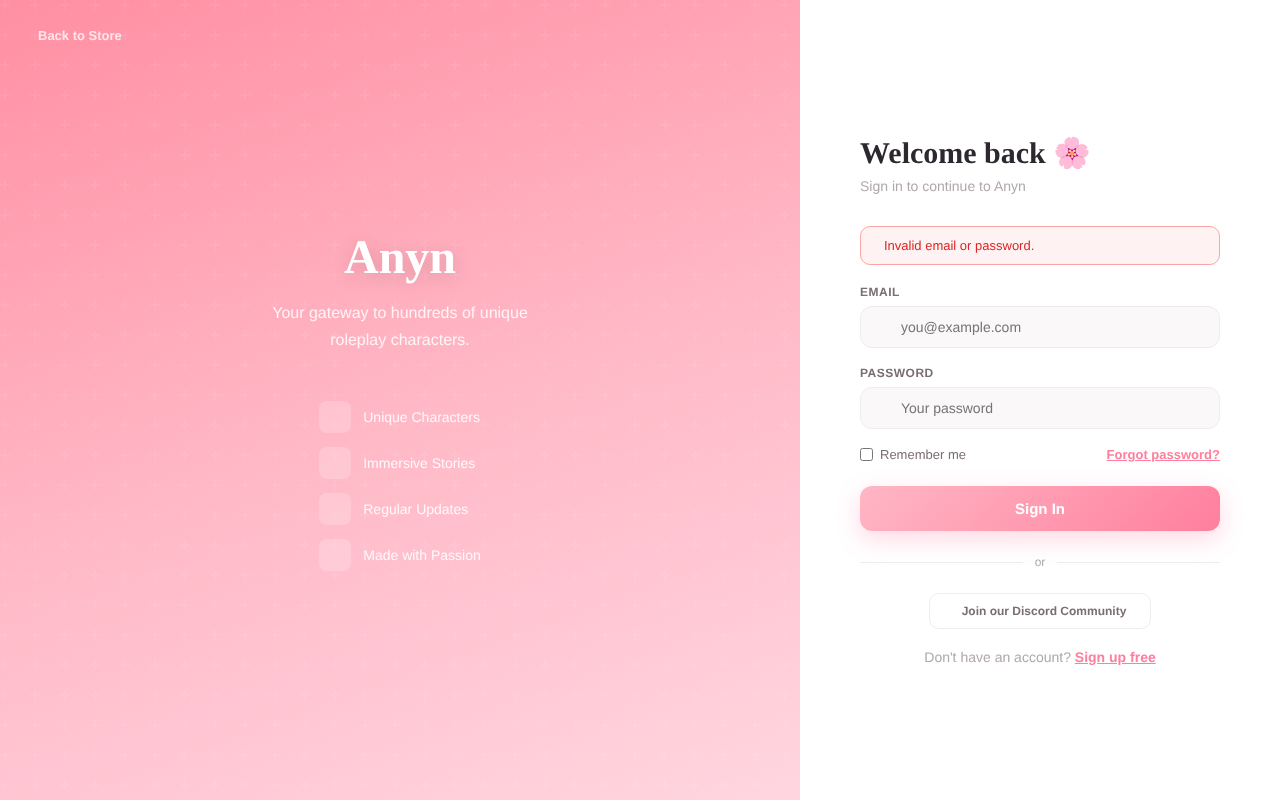 Back to Store
Anyn
Your gateway to hundreds of unique
roleplay characters.
Unique Characters
Immersive Stories
Regular Updates
Made with Passion
Welcome back 🌸
Sign in to continue to Anyn
Invalid email or password.
EMAIL
you@example.com
PASSWORD
Your password
Remember me
Forgot password?
Sign In
or
Join our Discord Community
Don't have an account? Sign up free